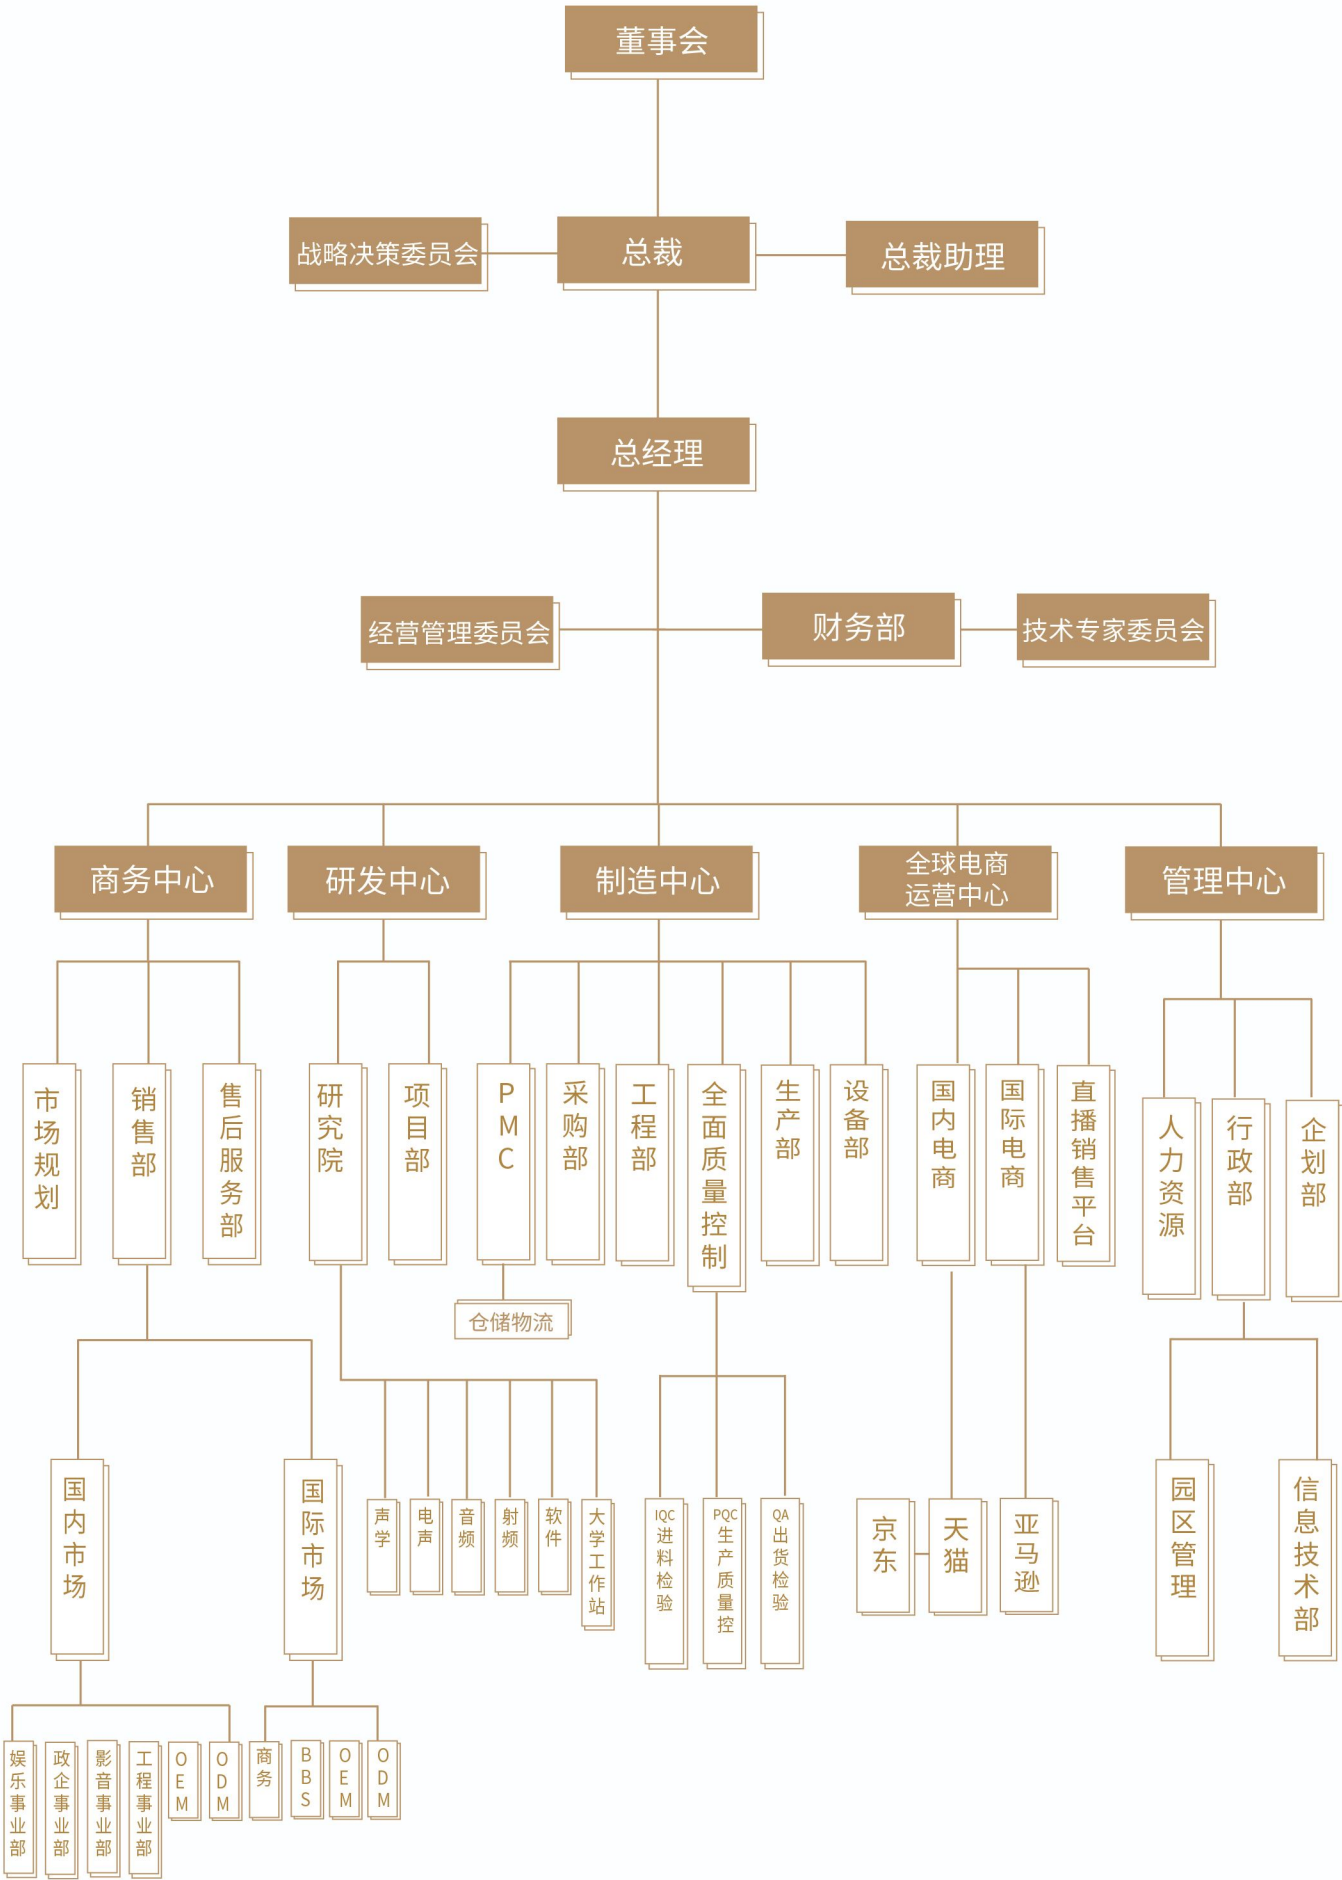 董事会
战略决策委员会
总裁
总裁助理
总经理
经营管理委员会
财务部
技术专家委员会
商务中心
研发中心
制造中心
全球电商
运营中心
管理中心
市场规划
销售部
售后服务部
研究院
项目部
PMC
采购部
工程部
全面质量控制
生产部
设备部
国内电商
国际电商
直播销售平台
人力资源
行政部
企划部
仓储物流
国内市场
国际市场
声学
电声
音频
射频
软件
大学工作站
IQC进料检验
PQC生产质量控
QA出货检验
京东
天猫
亚马逊
园区管理
信息技术部
娱乐事业部
政企事业部
影音事业部
工程事业部
OEM
ODM
商务
BBS
OEM
ODM